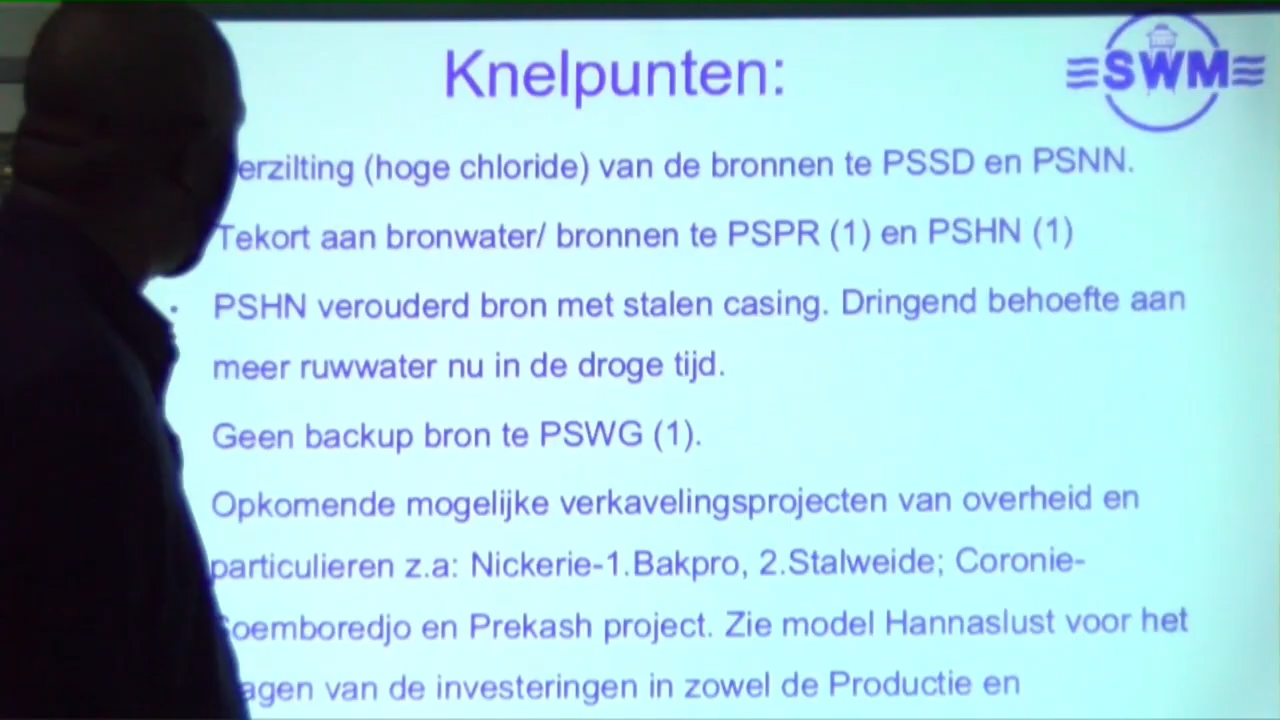 Knelpunten:
SWM
erzilting (hoge chloride) van de bronnen te PSSD en PSNN.
Tekort aan bronwater/ bronnen te PSPR (1) en PSHN (1)
PSHN verouderd bron met stalen casing. Dringend behoefte aan
meer ruwwater nu in de droge tijd.
Geen backup bron te PSWG (1).
Opkomende mogelijke verkavelingsprojecten van overheid en
particulieren z.a: Nickerie-1.Bakpro, 2.Stalweide; Coronie-
oemboredjo en Prekash project. Zie model Hannaslust voor het
agen van de investeringen in zowel de Productie en